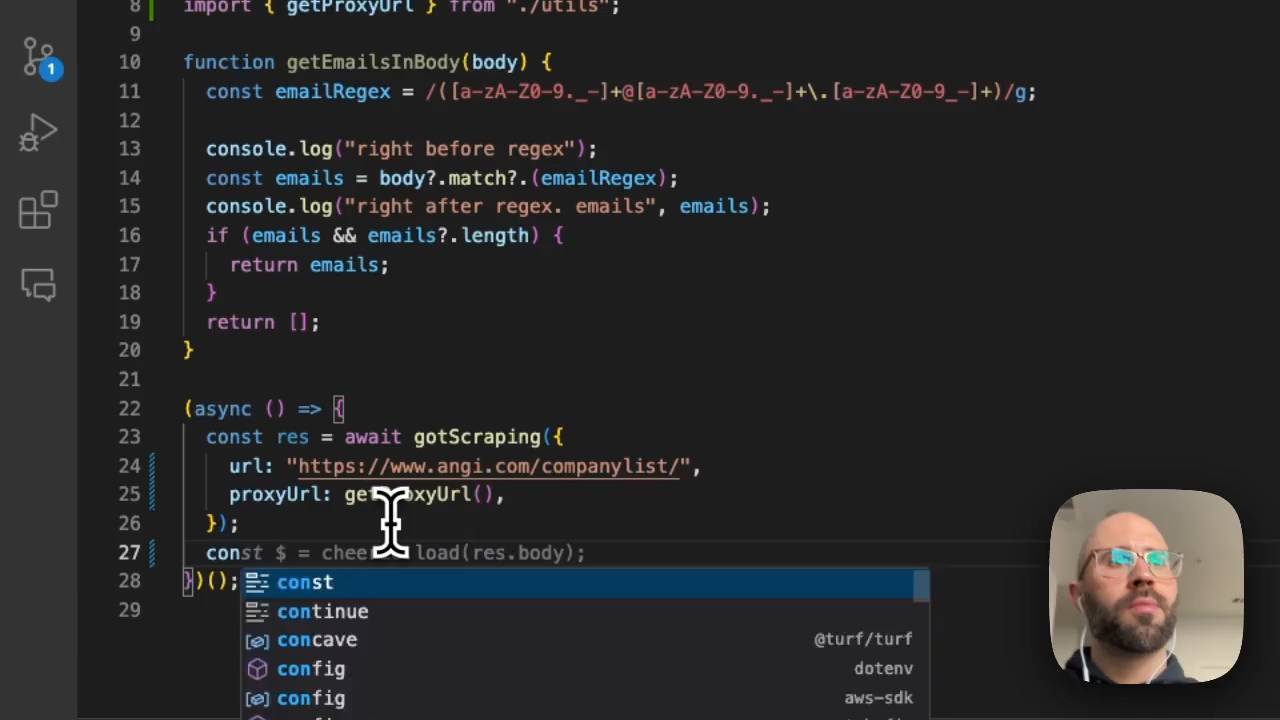 8 import { getProxyUrl } from "./utils";
9
10 function getEmailsInBody(body) {
11 const emailRegex = /([a-zA-Z0-9._-]+@[a-zA-Z0-9._-]+\.[a-zA-Z0-9_-]+)/g;
12
13 console.log("right before regex");
14 const emails = body?.match?.(emailRegex);
15 console.log("right after regex. emails", emails);
16 if (emails && emails?.length) {
17 return emails;
18 }
19 return [];
20 }
21
22 (async () => {
23 const res = await gotScraping({
24 url: "https://www.angi.com/companylist/",
25 proxyUrl: getProxyUrl(),
26 });
27 const $ = cheerio.load(res.body);
28 })();
29
const
continue
concave @turf/turf
config dotenv
config aws-sdk
1